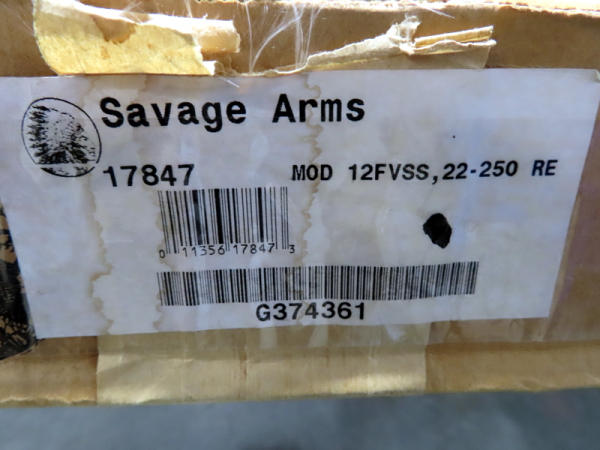 Savage Arms
17847 MOD 12FVSS,22-250 RE
0 11356 17847 3
G374361